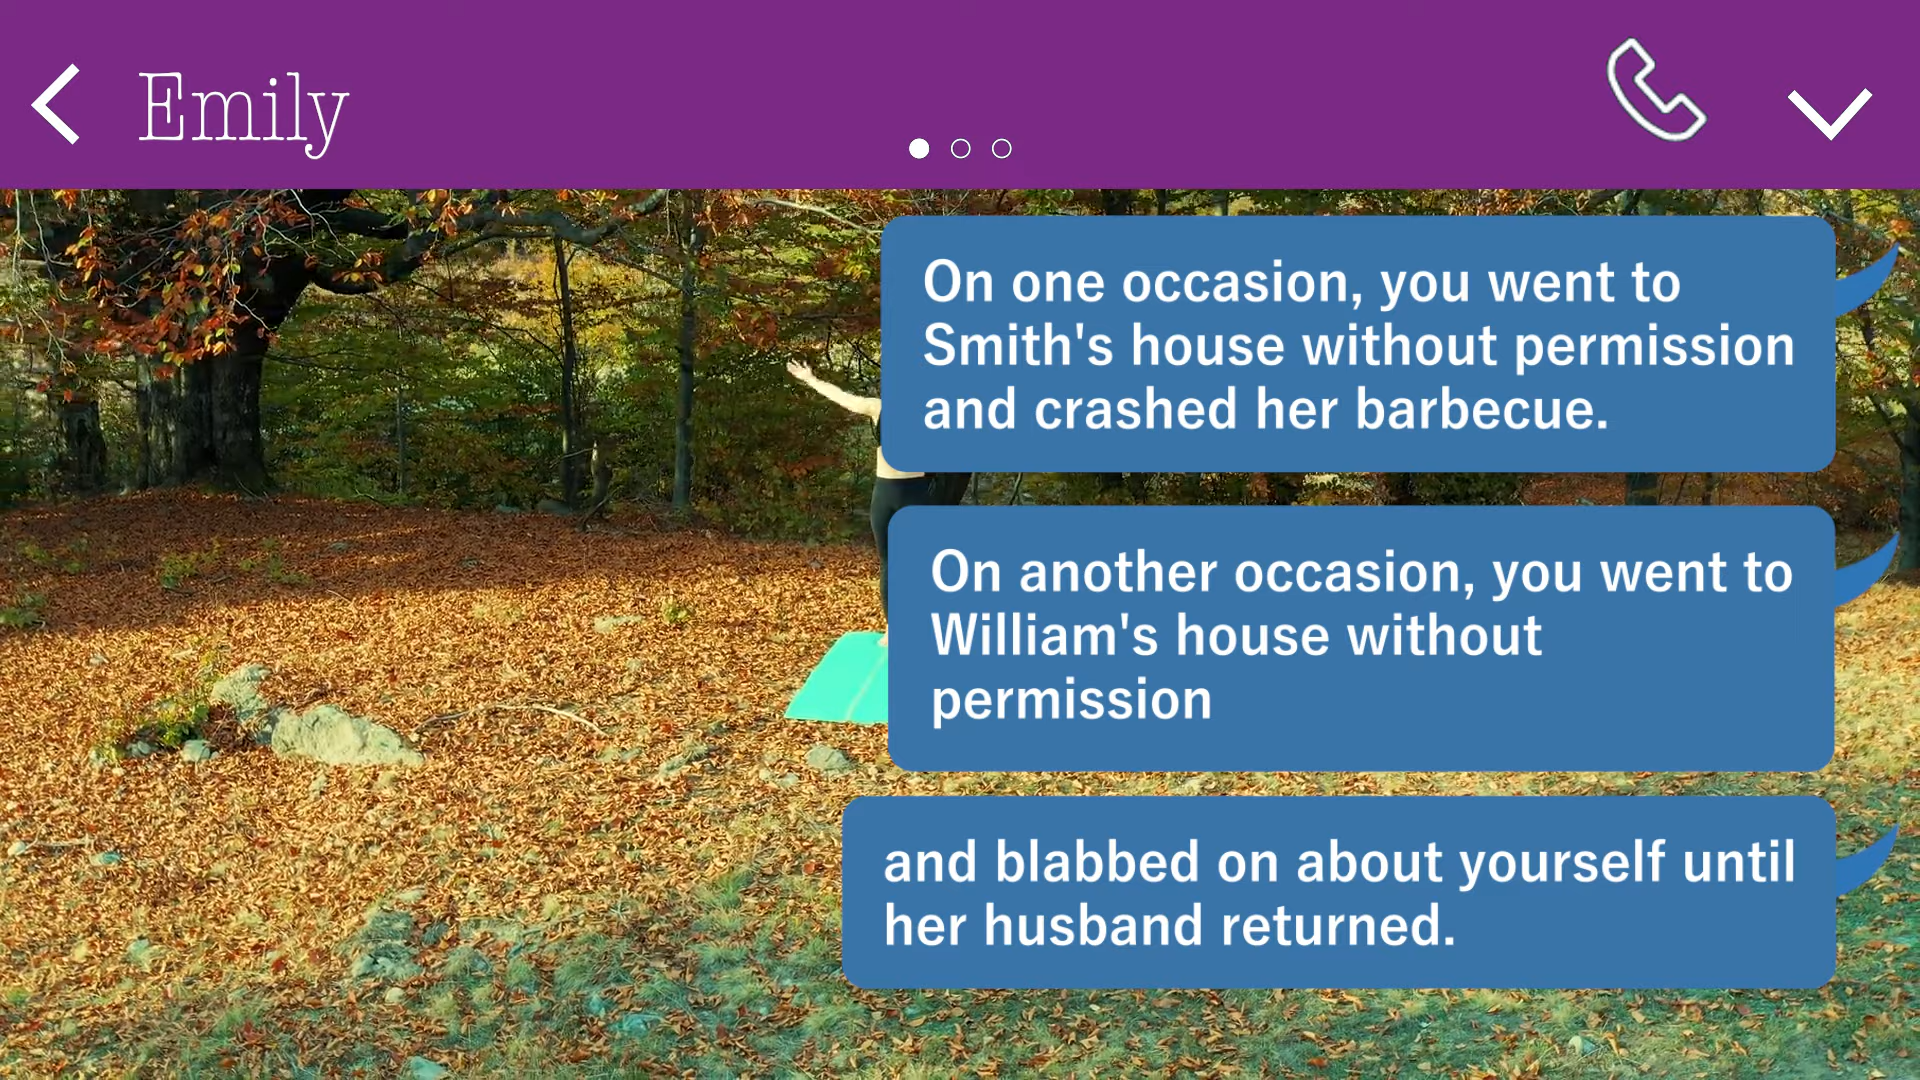 Emily
On one occasion, you went to
Smith's house without permission
and crashed her barbecue.
On another occasion, you went to
William's house without
permission
and blabbed on about yourself until
her husband returned.